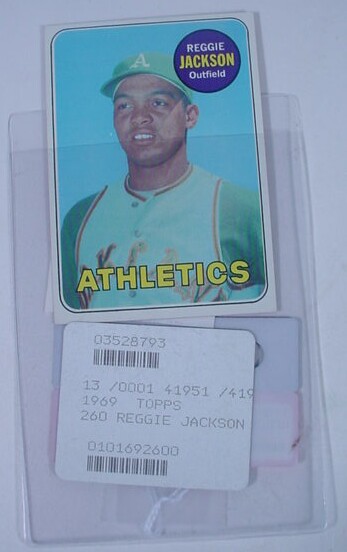 A
REGGIE
JACKSON
Outfield
ATHLETICS
03528793
13 /0001 41951 /419
1969 TOPPS
260 REGGIE JACKSON
0101692600